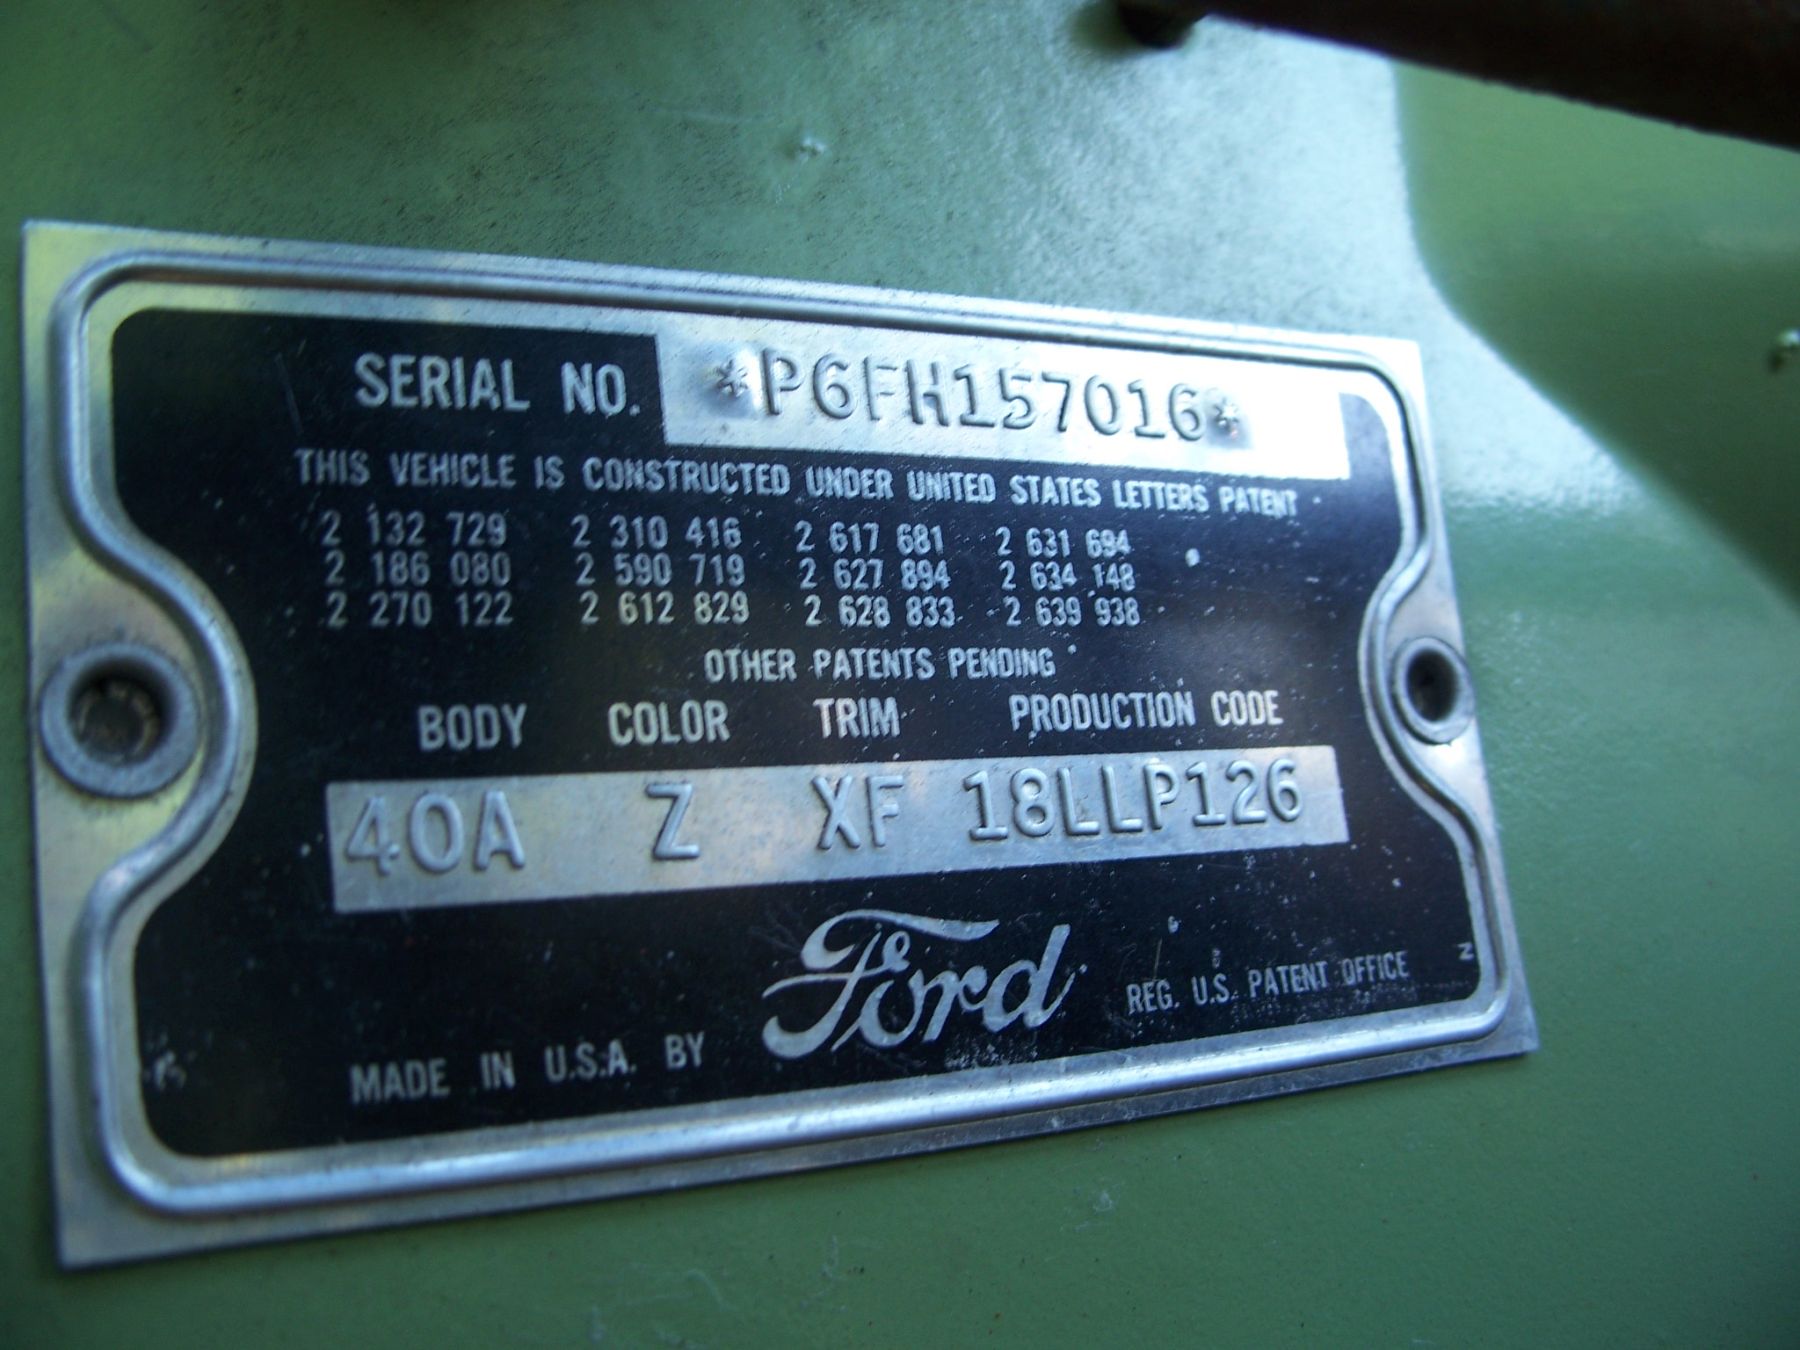 SERIAL NO. *P6FH157016*
THIS VEHICLE IS CONSTRUCTED UNDER UNITED STATES LETTERS PATENT
2 132 729 2 310 416 2 617 681 2 631 694
2 186 080 2 590 719 2 627 894 2 634 148
2 270 122 2 612 829 2 628 833 2 639 938
OTHER PATENTS PENDING
BODY COLOR TRIM PRODUCTION CODE
40A Z XF 18LLP126
MADE IN U.S.A. BY Ford REG. U.S. PATENT OFFICE
N